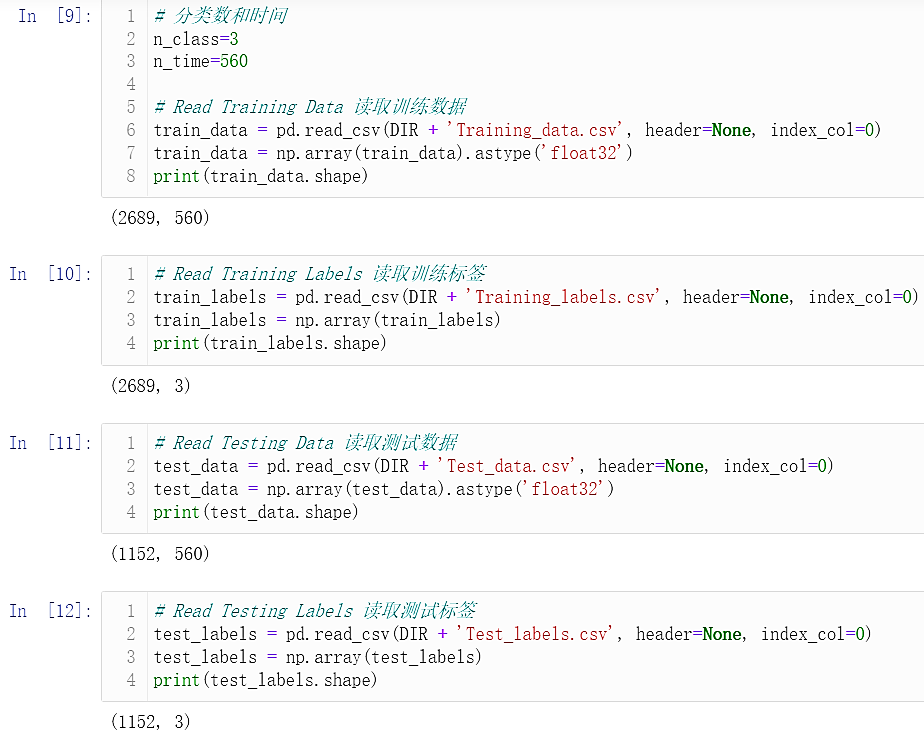 In [9]:
1 # 分类数和时间
2 n_class=3
3 n_time=560
4
5 # Read Training Data 读取训练数据
6 train_data = pd.read_csv(DIR + 'Training_data.csv', header=None, index_col=0)
7 train_data = np.array(train_data).astype('float32')
8 print(train_data.shape)
(2689, 560)
In [10]:
1 # Read Training Labels 读取训练标签
2 train_labels = pd.read_csv(DIR + 'Training_labels.csv', header=None, index_col=0)
3 train_labels = np.array(train_labels)
4 print(train_labels.shape)
(2689, 3)
In [11]:
1 # Read Testing Data 读取测试数据
2 test_data = pd.read_csv(DIR + 'Test_data.csv', header=None, index_col=0)
3 test_data = np.array(test_data).astype('float32')
4 print(test_data.shape)
(1152, 560)
In [12]:
1 # Read Testing Labels 读取测试标签
2 test_labels = pd.read_csv(DIR + 'Test_labels.csv', header=None, index_col=0)
3 test_labels = np.array(test_labels)
4 print(test_labels.shape)
(1152, 3)